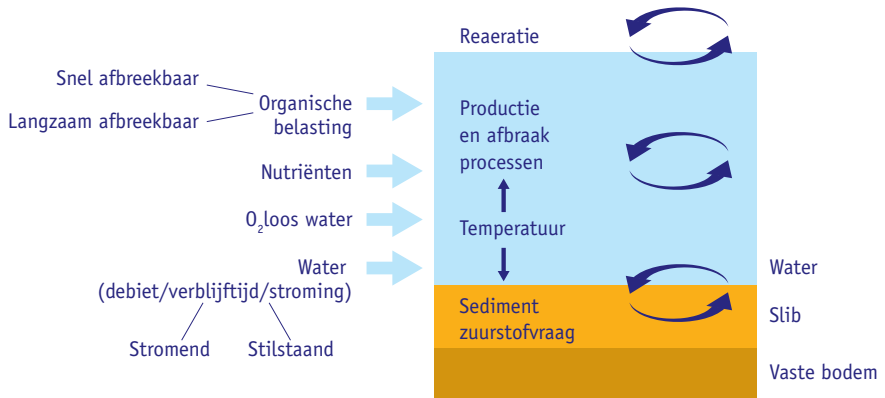 Reaeratie
Snel afbreekbaar
Langzaam afbreekbaar
Organische
belasting
Productie
en afbraak
processen
Nutriënten
O₂loos water
Temperatuur
Water
(debiet/verblijftijd/stroming)
Stromend
Stilstaand
Sediment
zuurstofvraag
Water
Slib
Vaste bodem